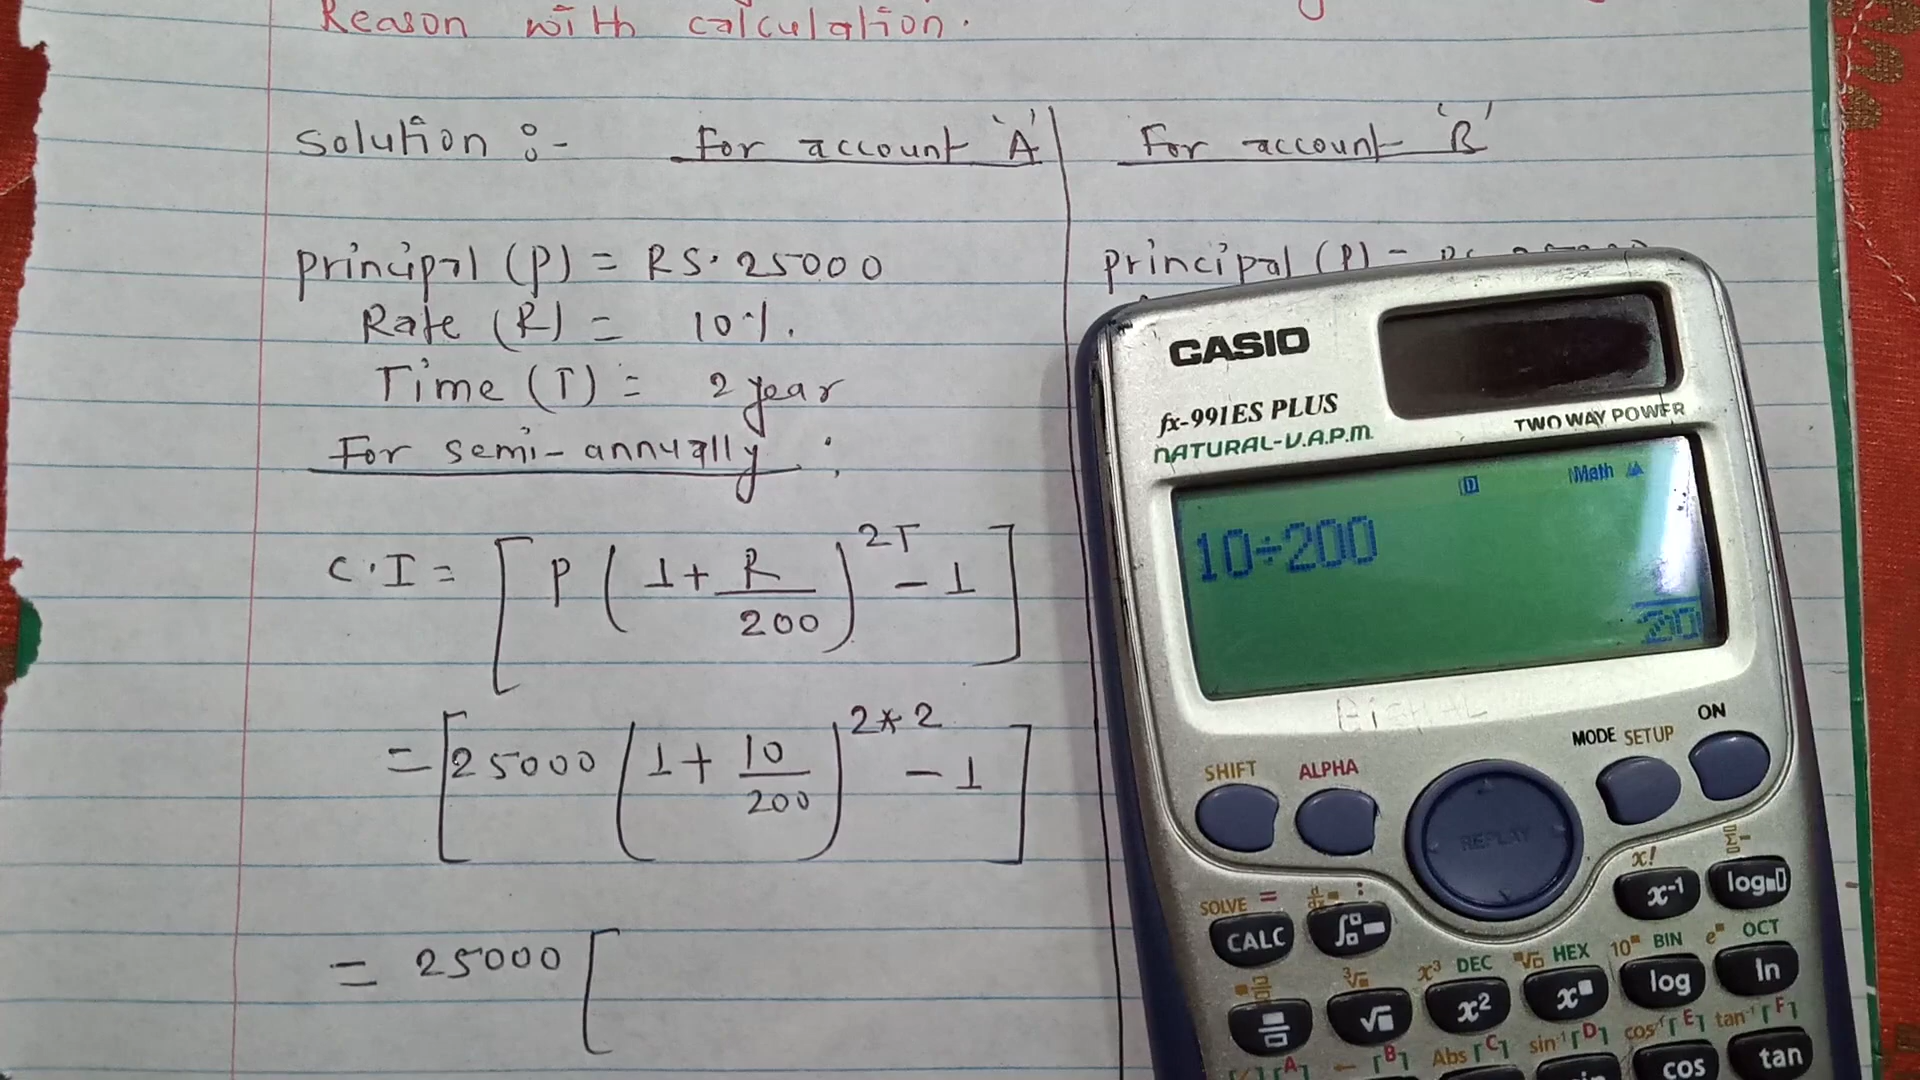 Reason with calculation.
Solution :- For account 'A'
principal (P) = RS. 25000
Rate (R) = 10%.
Time (T) = 2 year
For semi-annually :
C.I = [ P ( 1 + R/200 )^2T - 1 ]
= [ 25000 ( 1 + 10/200 )^2*2 - 1 ]
= 25000 [
For account 'B'
principal (P) =
CASIO
fx-991ES PLUS
NATURAL-V.A.P.M.
TWO WAY POWER
D Math
10÷200
20
ON
MODE SETUP
SHIFT ALPHA
REPLAY
x!
SOLVE = :
CALC x-1 log
x³ DEC HEX 10 BIN e OCT
x² x log ln
[A] [B] Abs [C] sin-1 [D] cos-1 [E] tan-1 [F]
cos tan